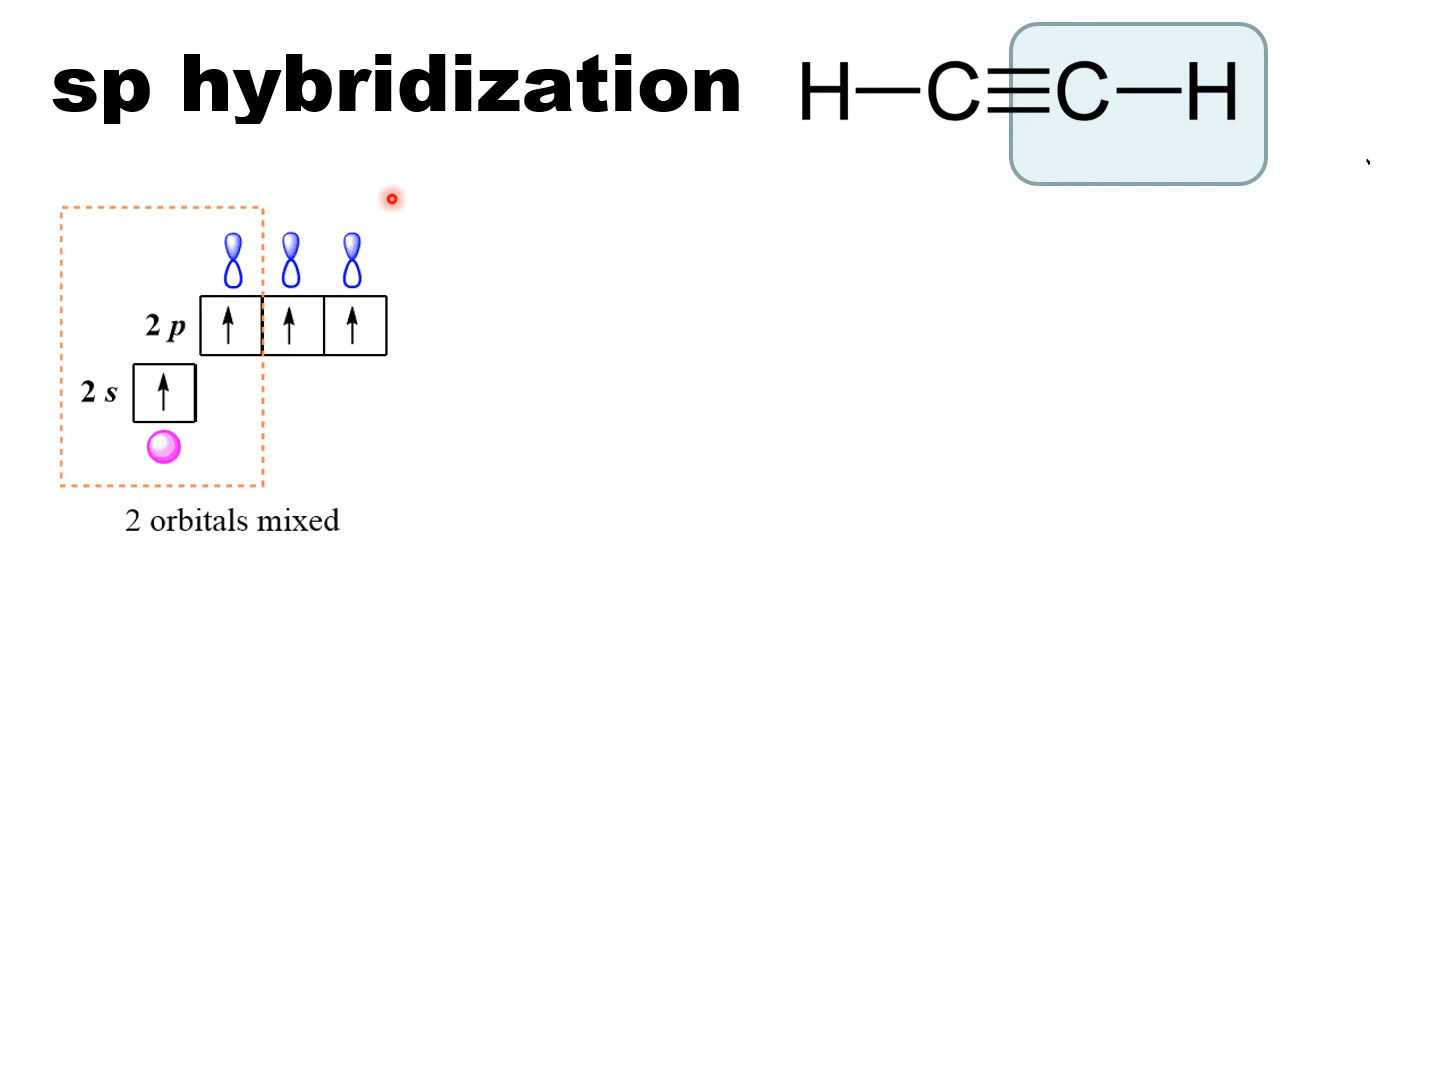 sp hybridization
H—C≡C—H
2 p
2 s
2 orbitals mixed